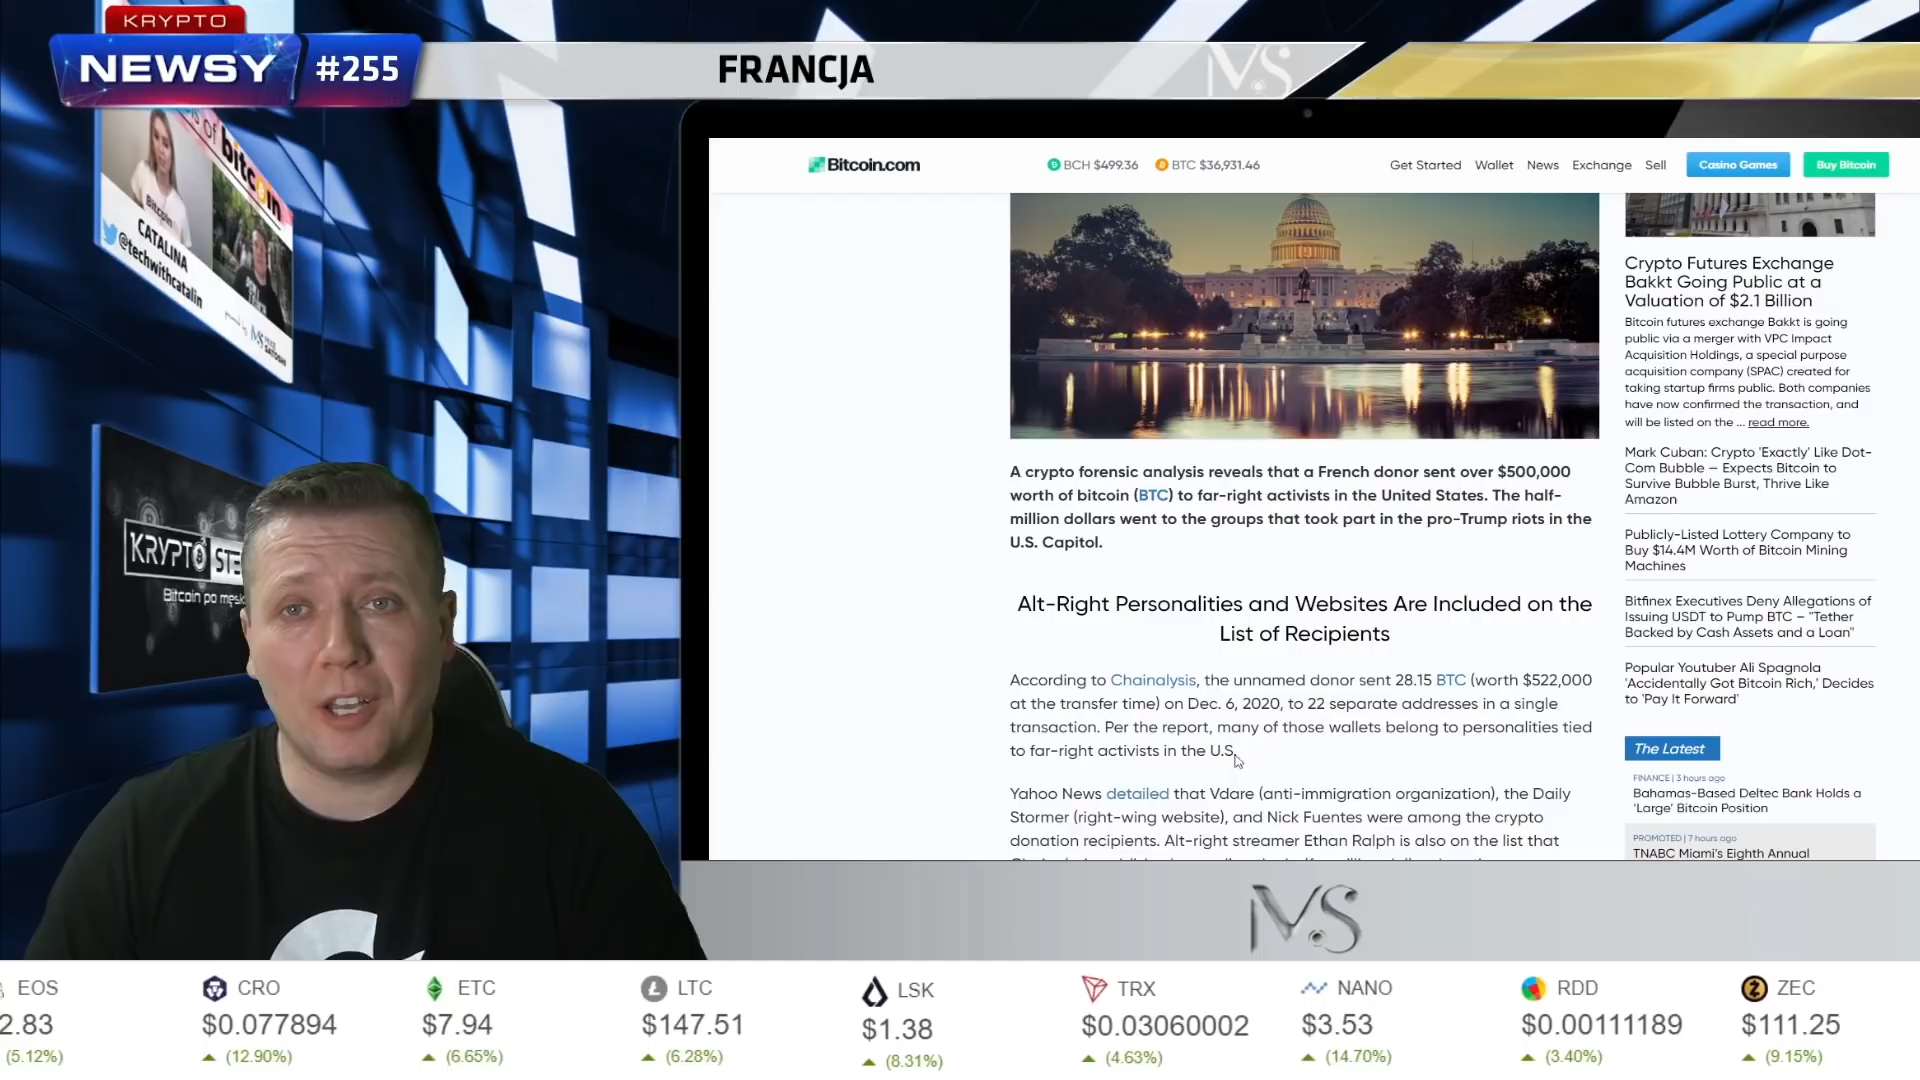 KRYPTO
NEWSY #255
FRANCJA
MS
of bitcoin
Bitcoin
CATALINA
@techwithcatalin
MS
SATOSHI
KRYPTO STE
Bitcoin po męsk
Bitcoin.com
BCH $499.36
BTC $36,931.46
Get Started
Wallet
News
Exchange
Sell
Casino Games
Buy Bitcoin
A crypto forensic analysis reveals that a French donor sent over $500,000
worth of bitcoin (BTC) to far-right activists in the United States. The half-
million dollars went to the groups that took part in the pro-Trump riots in the
U.S. Capitol.
Alt-Right Personalities and Websites Are Included on the
List of Recipients
According to Chainalysis, the unnamed donor sent 28.15 BTC (worth $522,000
at the transfer time) on Dec. 6, 2020, to 22 separate addresses in a single
transaction. Per the report, many of those wallets belong to personalities tied
to far-right activists in the U.S.
Yahoo News detailed that Vdare (anti-immigration organization), the Daily
Stormer (right-wing website), and Nick Fuentes were among the crypto
donation recipients. Alt-right streamer Ethan Ralph is also on the list that
Crypto Futures Exchange
Bakkt Going Public at a
Valuation of $2.1 Billion
Bitcoin futures exchange Bakkt is going
public via a merger with VPC Impact
Acquisition Holdings, a special purpose
acquisition company (SPAC) created for
taking startup firms public. Both companies
have now confirmed the transaction, and
will be listed on the ... read more.
Mark Cuban: Crypto 'Exactly' Like Dot-
Com Bubble — Expects Bitcoin to
Survive Bubble Burst, Thrive Like
Amazon
Publicly-Listed Lottery Company to
Buy $14.4M Worth of Bitcoin Mining
Machines
Bitfinex Executives Deny Allegations of
Issuing USDT to Pump BTC – "Tether
Backed by Cash Assets and a Loan"
Popular Youtuber Ali Spagnola
'Accidentally Got Bitcoin Rich,' Decides
to 'Pay It Forward'
The Latest
FINANCE | 3 hours ago
Bahamas-Based Deltec Bank Holds a
'Large' Bitcoin Position
PROMOTED | 7 hours ago
TNABC Miami's Eighth Annual
MS
EOS
2.83
(5.12%)
CRO
$0.077894
(12.90%)
ETC
$7.94
(6.65%)
LTC
$147.51
(6.28%)
LSK
$1.38
(8.31%)
TRX
$0.03060002
(4.63%)
NANO
$3.53
(14.70%)
RDD
$0.00111189
(3.40%)
ZEC
$111.25
(9.15%)